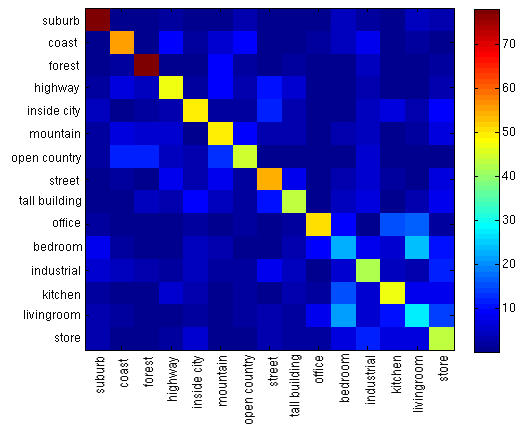 suburb
coast
forest
highway
inside city
mountain
open country
street
tall building
office
bedroom
industrial
kitchen
livingroom
store
suburb
coast
forest
highway
inside city
mountain
open country
street
tall building
office
bedroom
industrial
kitchen
livingroom
store
70
60
50
40
30
20
10
0